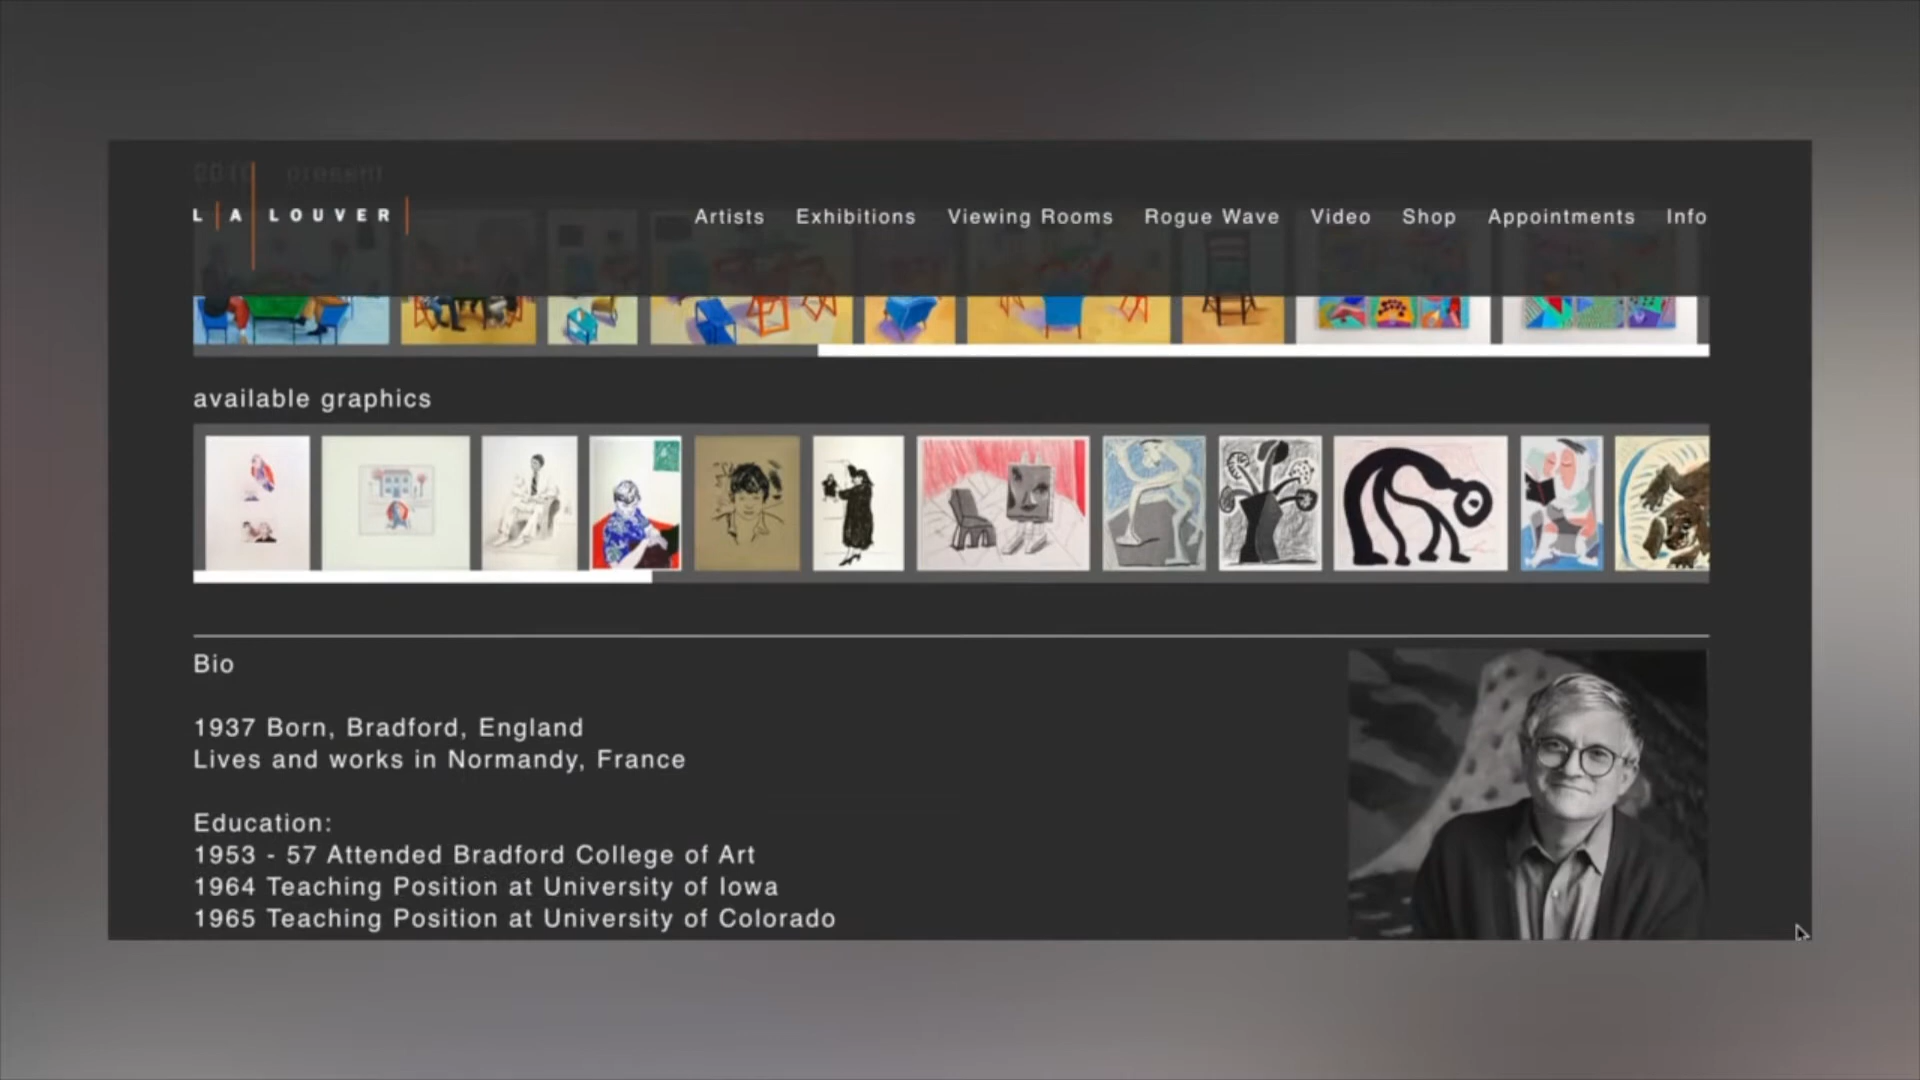 L A LOUVER
Artists Exhibitions Viewing Rooms Rogue Wave Video Shop Appointments Info
available graphics
Bio
1937 Born, Bradford, England
Lives and works in Normandy, France
Education:
1953 - 57 Attended Bradford College of Art
1964 Teaching Position at University of Iowa
1965 Teaching Position at University of Colorado